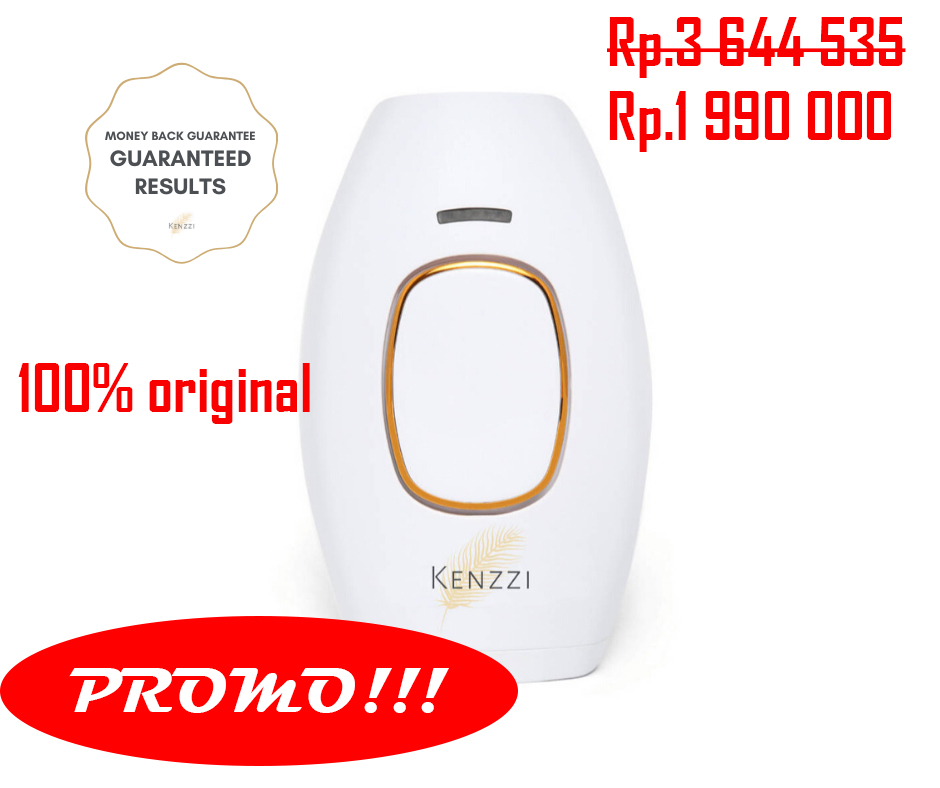 Rp.3 644 535
Rp.1 990 000
MONEY BACK GUARANTEE
GUARANTEED
RESULTS
KENZZI
100% original
KENZZI
PROMO!!!